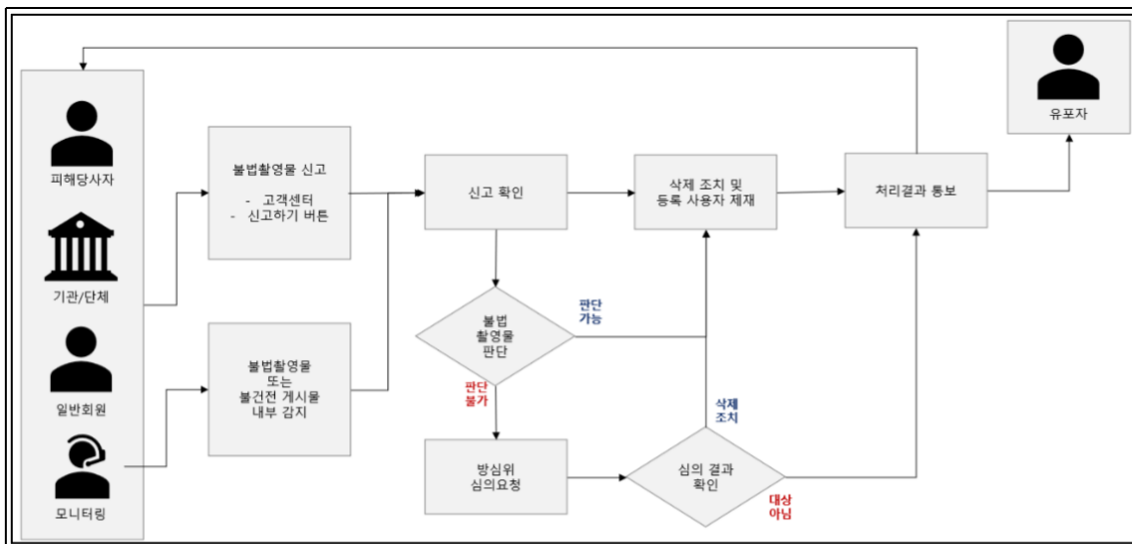 피해당사자
기관/단체
일반회원
모니터링
불법촬영물 신고
- 고객센터
- 신고하기 버튼
불법촬영물
또는
불건전 게시물
내부 감지
신고 확인
불법
촬영물
판단
판단
가능
판단
불가
방심위
심의요청
심의 결과
확인
삭제
조치
대상
아님
삭제 조치 및
등록 사용자 제재
처리결과 통보
유포자